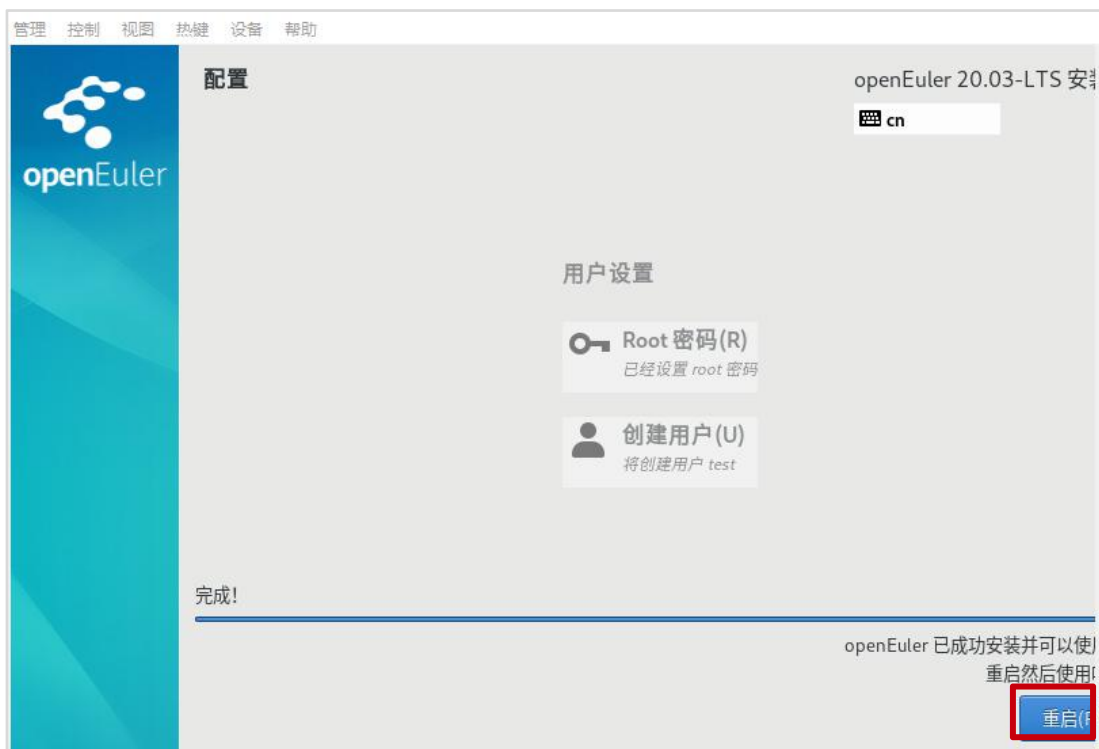 管理 控制 视图 热键 设备 帮助
配置
openEuler 20.03-LTS 安
cn
openEuler
用户设置
Root 密码(R)
已经设置 root 密码
创建用户(U)
将创建用户 test
完成!
openEuler 已成功安装并可以使
重启然后使用
重启(